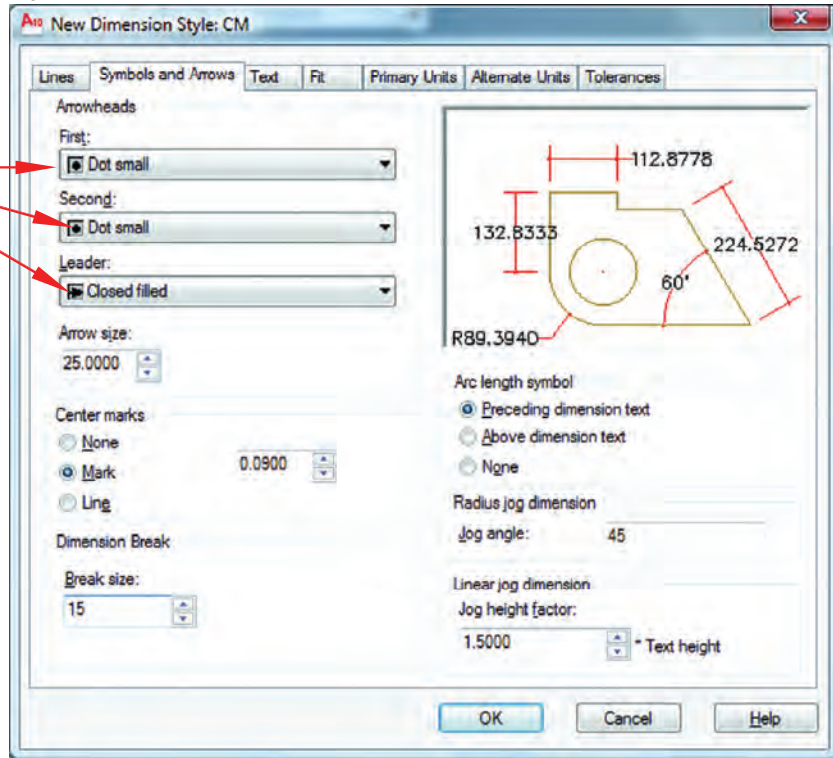 New Dimension Style: CM
Lines Symbols and Arrows Text Fit Primary Units Alternate Units Tolerances
Arrowheads
First:
Dot small
Second:
Dot small
Leader:
Closed filled
Arrow size:
25.0000
Center marks
None
Mark
0.0900
Line
Dimension Break
Break size:
15
112.8778
132.8333
224.5272
60°
R89.3940
Arc length symbol
Preceding dimension text
Above dimension text
None
Radius jog dimension
Jog angle: 45
Linear jog dimension
Jog height factor:
1.5000 * Text height
OK Cancel Help